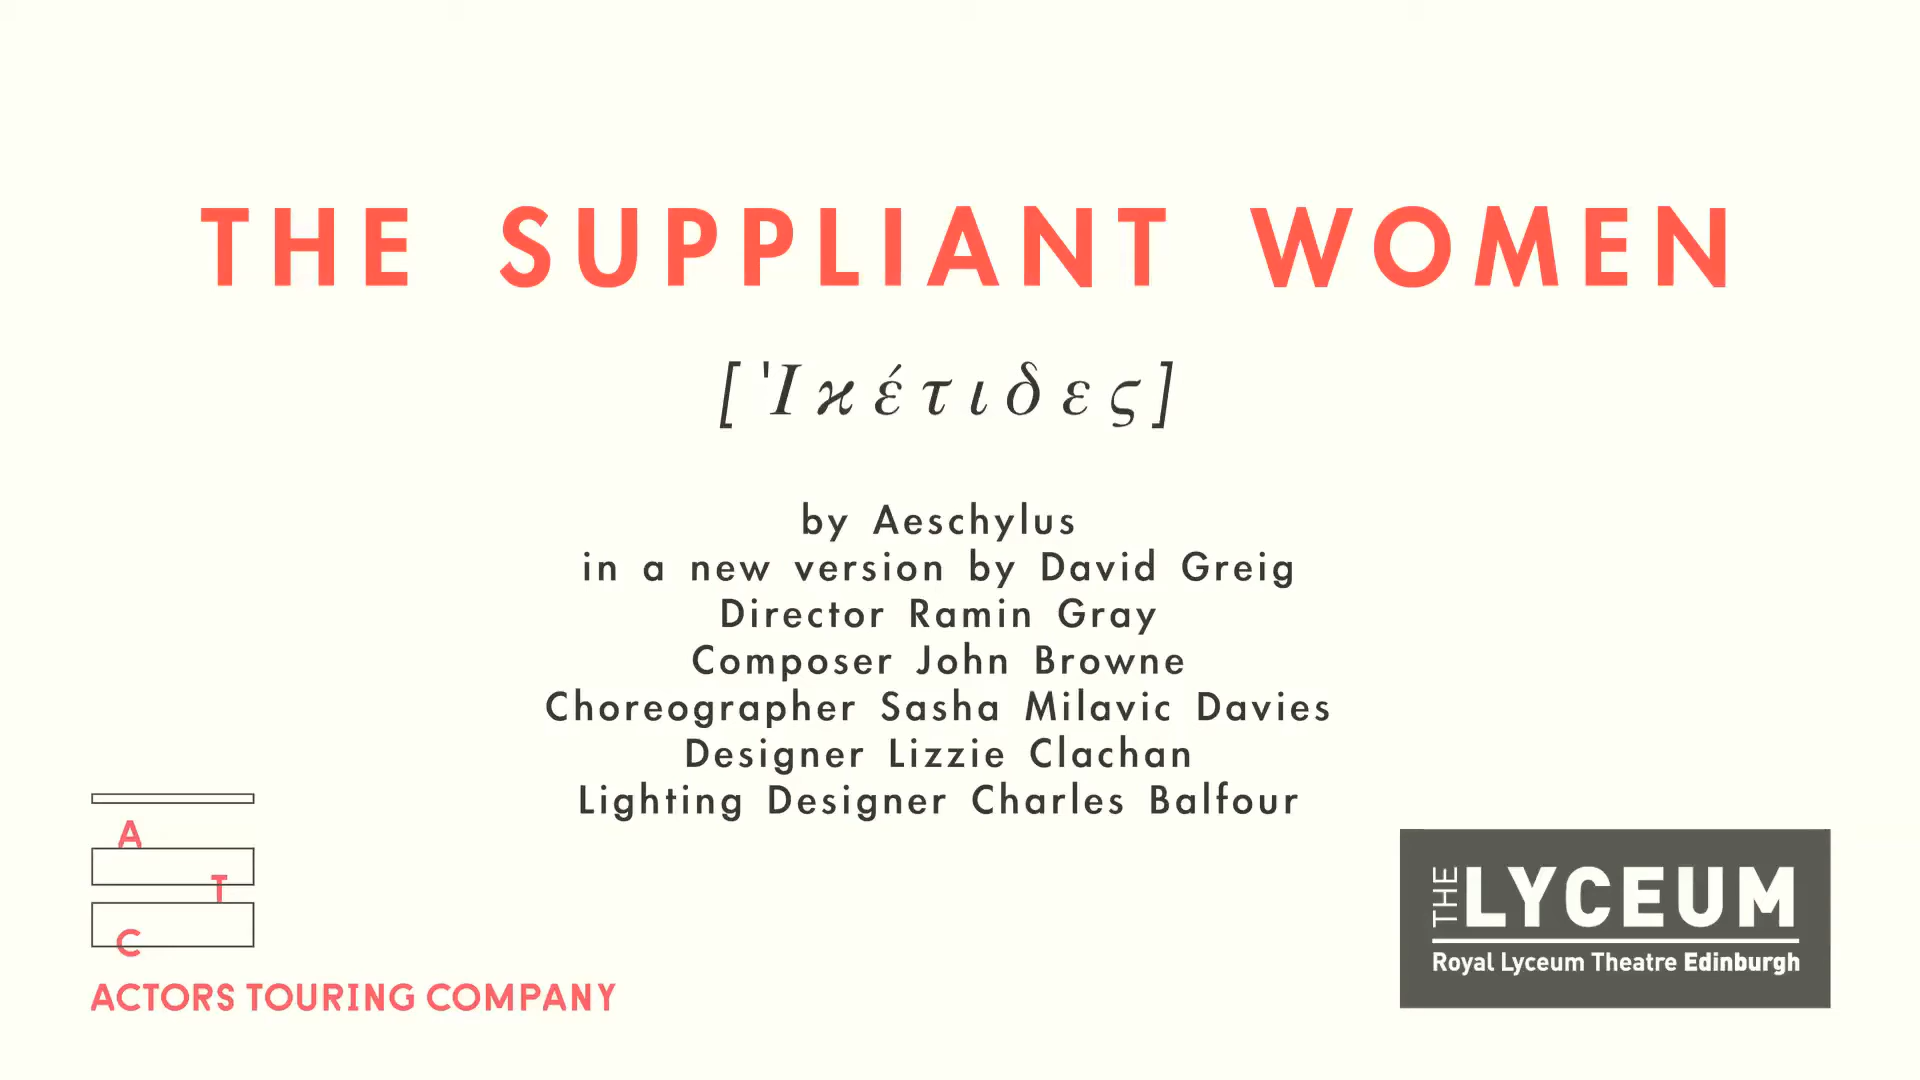 THE SUPPLIANT WOMEN
['Ικέτιδες]
by Aeschylus
in a new version by David Greig
Director Ramin Gray
Composer John Browne
Choreographer Sasha Milavic Davies
Designer Lizzie Clachan
Lighting Designer Charles Balfour
A
T
C
ACTORS TOURING COMPANY
THE LYCEUM
Royal Lyceum Theatre Edinburgh